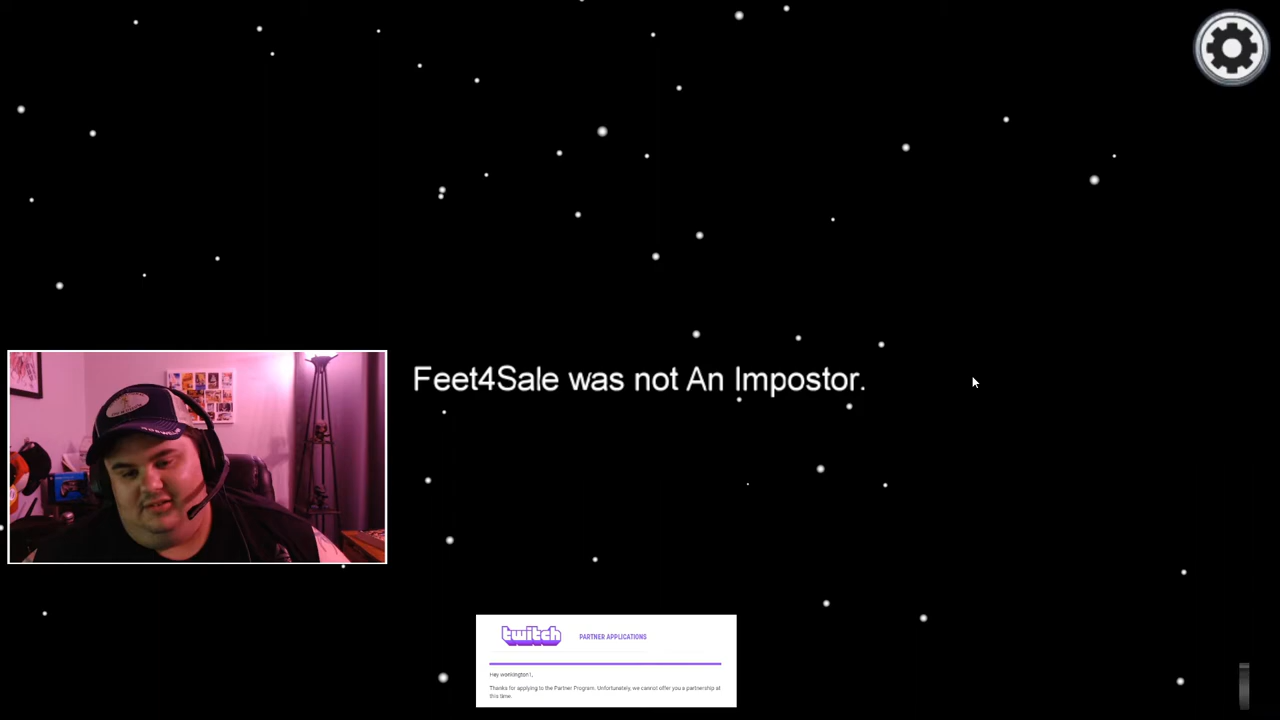 Feet4Sale was not An Impostor.
twitch PARTNER APPLICATIONS
Thanks for applying to the Partner Program. Unfortunately, we cannot offer you a partnership at
this time.